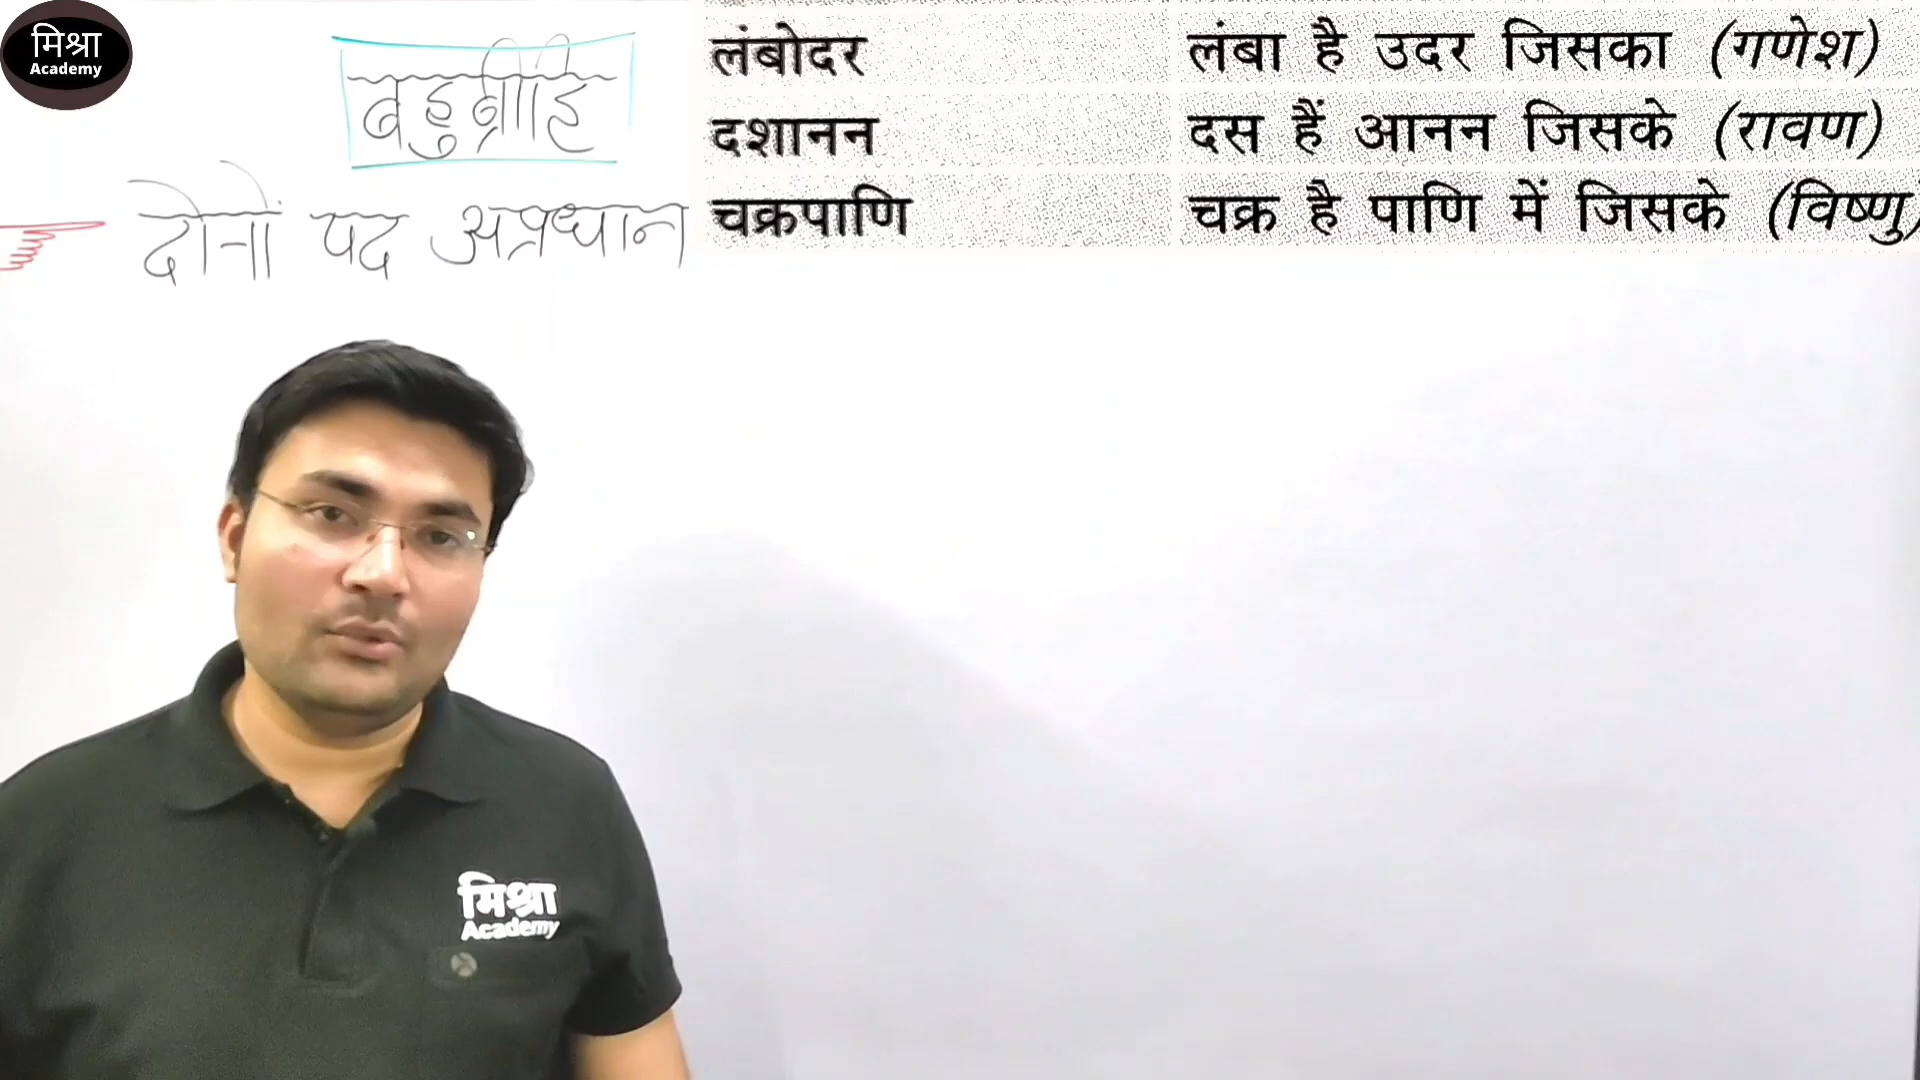 मिश्रा
Academy
बहुब्रीहि
दोनों पद अप्रधान
लंबोदर लंबा है उदर जिसका (गणेश)
दशानन दस हैं आनन जिसके (रावण)
चक्रपाणि चक्र है पाणि में जिसके (विष्णु)
मिश्रा
Academy